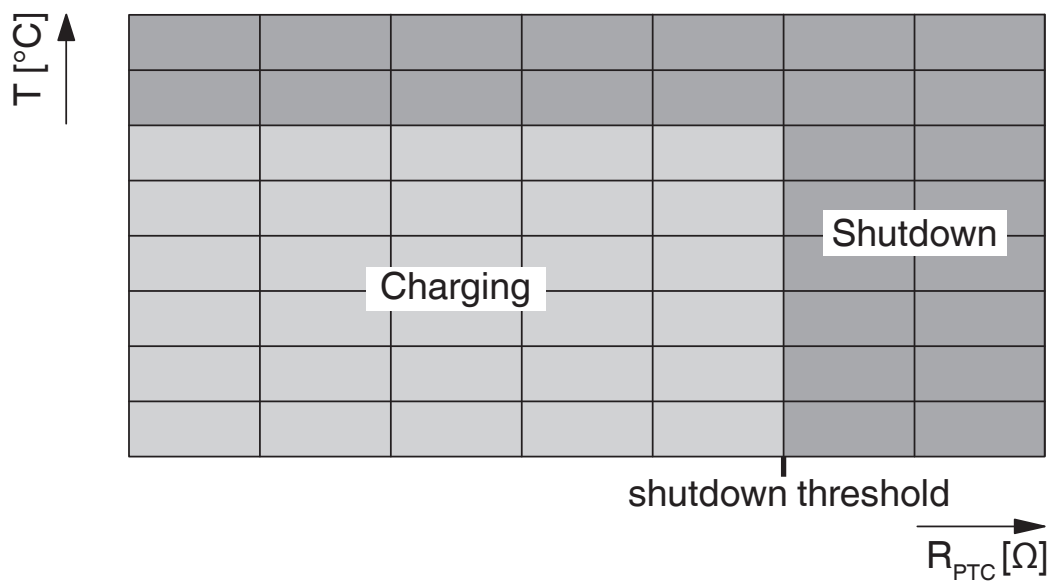 T [°C]
Shutdown
Charging
shutdown threshold
R_PTC [Ω]